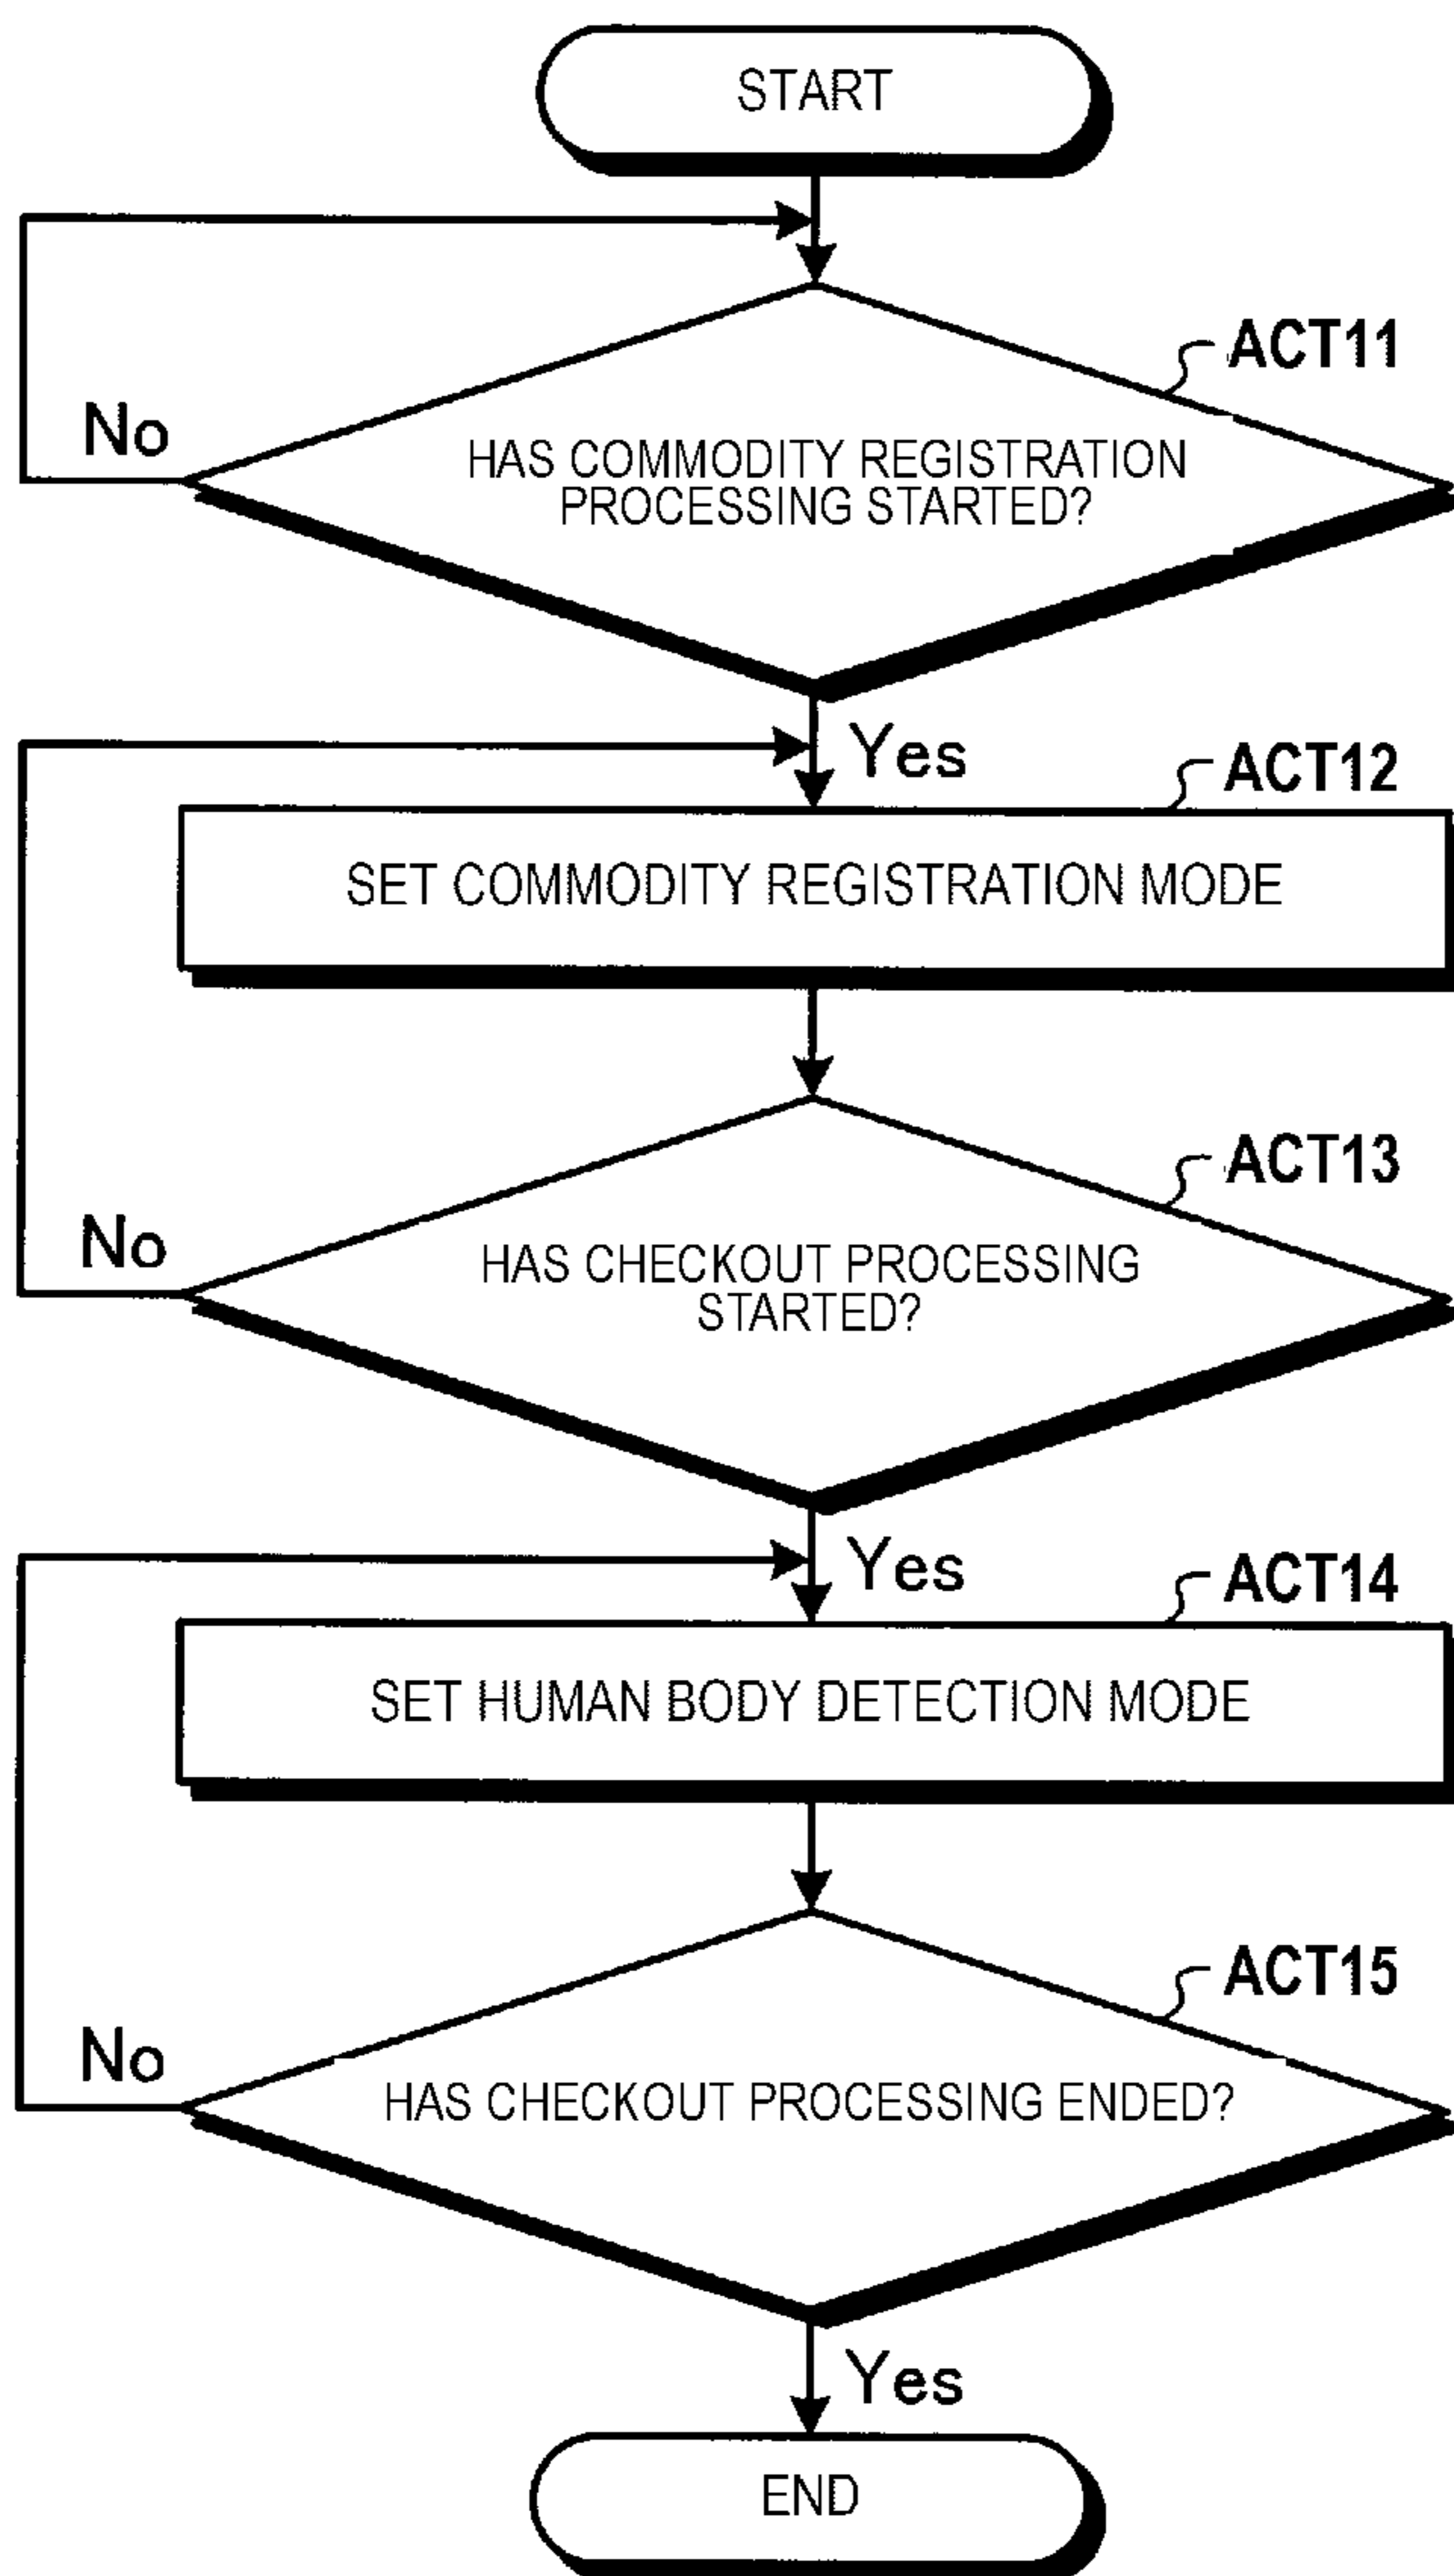 START
ACT11
HAS COMMODITY REGISTRATION
PROCESSING STARTED?
No
Yes
ACT12
SET COMMODITY REGISTRATION MODE
ACT13
HAS CHECKOUT PROCESSING
STARTED?
No
Yes
ACT14
SET HUMAN BODY DETECTION MODE
ACT15
HAS CHECKOUT PROCESSING ENDED?
No
Yes
END